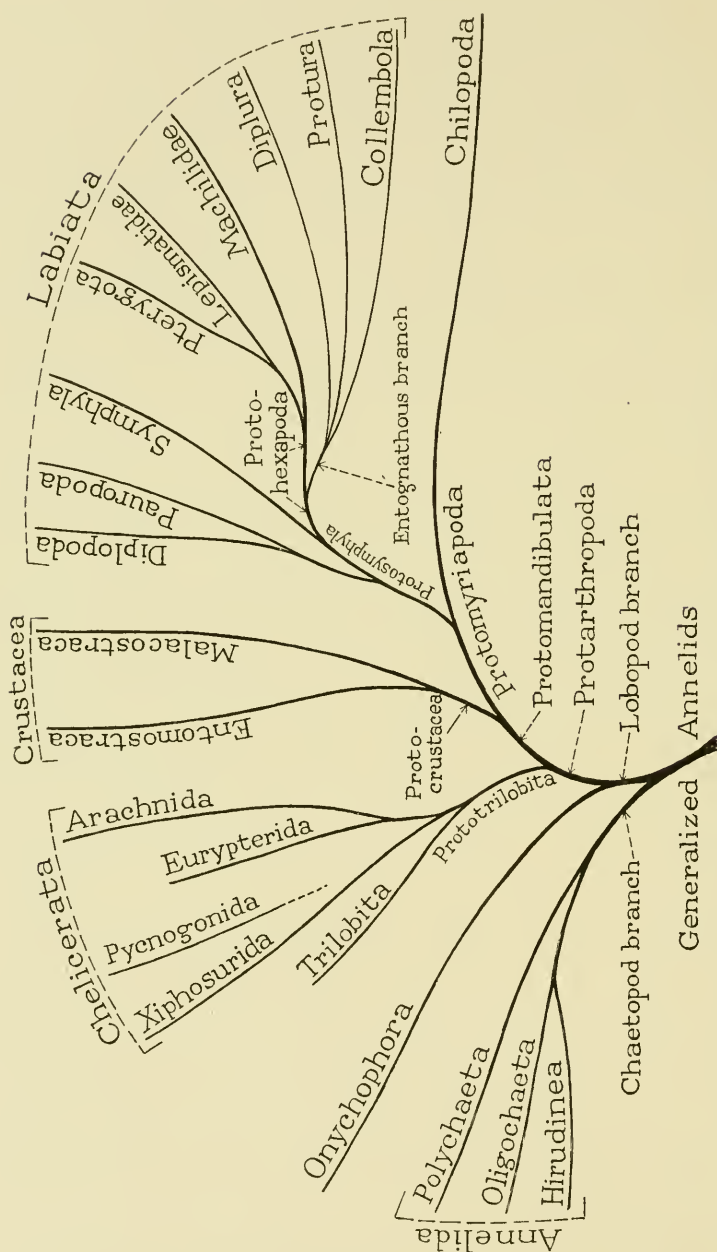 Labiata
Diplopoda
Pauropoda
Symphyla
Pterygota
Lepismatidae
Machilidae
Diplura
Protura
Collembola
Chilopoda
Proto-
hexapoda
Entognathous branch
Protosymphyla
Protomyriapoda
Protomandibulata
Protarthropoda
Lobopod branch
Crustacea
Entomostraca
Malacostraca
Proto-
crustacea
Chelicerata
Xiphosurida
Pycnogonida
Eurypterida
Arachnida
Trilobita
Prototrilobita
Onychophora
Annelida
Polychaeta
Oligochaeta
Hirudinea
Chaetopod branch
Generalized Annelids